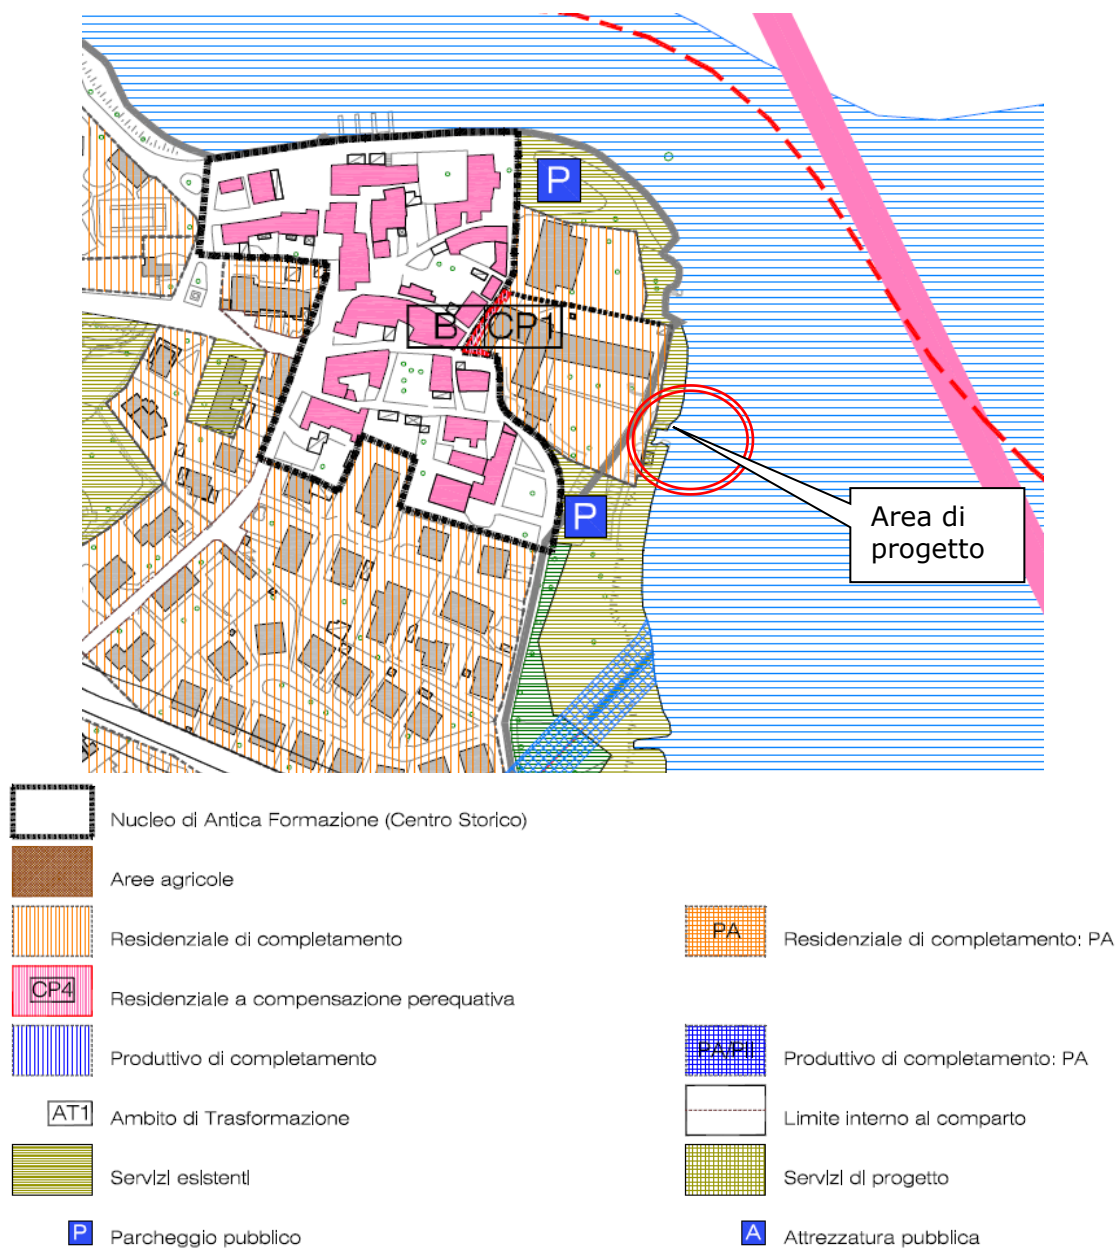 P
B CP1
Area di
progetto
P
Nucleo di Antica Formazione (Centro Storico)
Aree agricole
Residenziale di completamento
PA Residenziale di completamento: PA
CP4 Residenziale a compensazione perequativa
Produttivo di completamento
PA/PII Produttivo di completamento: PA
AT1 Ambito di Trasformazione
Limite interno al comparto
Servizi esistenti
Servizi di progetto
P Parcheggio pubblico
A Attrezzatura pubblica